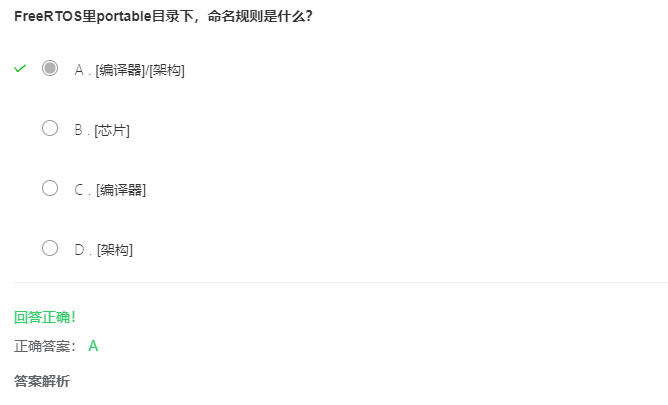 FreeRTOS里portable目录下，命名规则是什么？
A . [编译器]/[架构]
B . [芯片]
C . [编译器]
D . [架构]
回答正确！
正确答案： A
答案解析